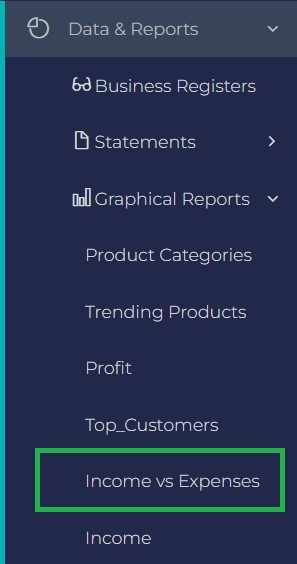 Data & Reports
Business Registers
Statements
Graphical Reports
Product Categories
Trending Products
Profit
Top_Customers
Income vs Expenses
Income